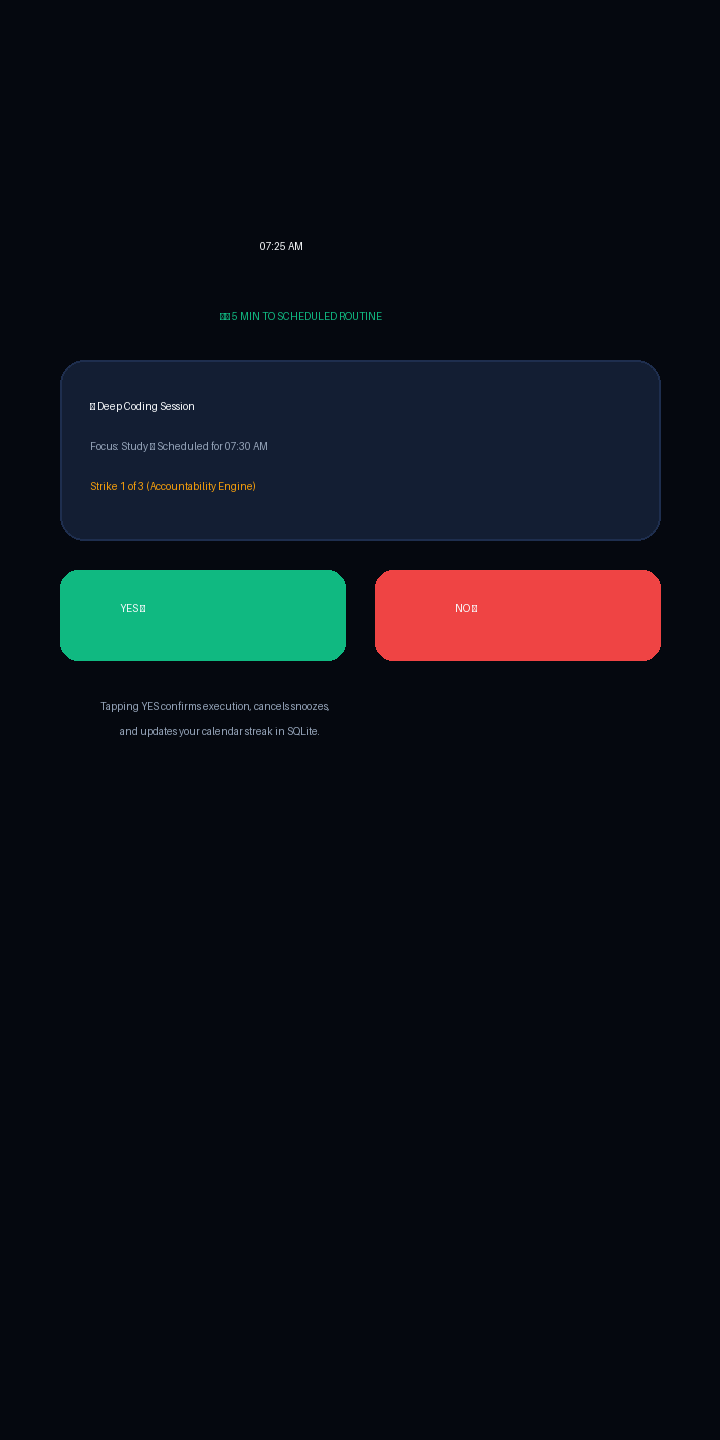 07:25 AM
5 MIN TO SCHEDULED ROUTINE
Deep Coding Session
Focus: Study Scheduled for 07:30 AM
Strike 1 of 3 (Accountability Engine)
YES
NO
Tapping YES confirms execution, cancels snoozes,
and updates your calendar streak in SQLite.